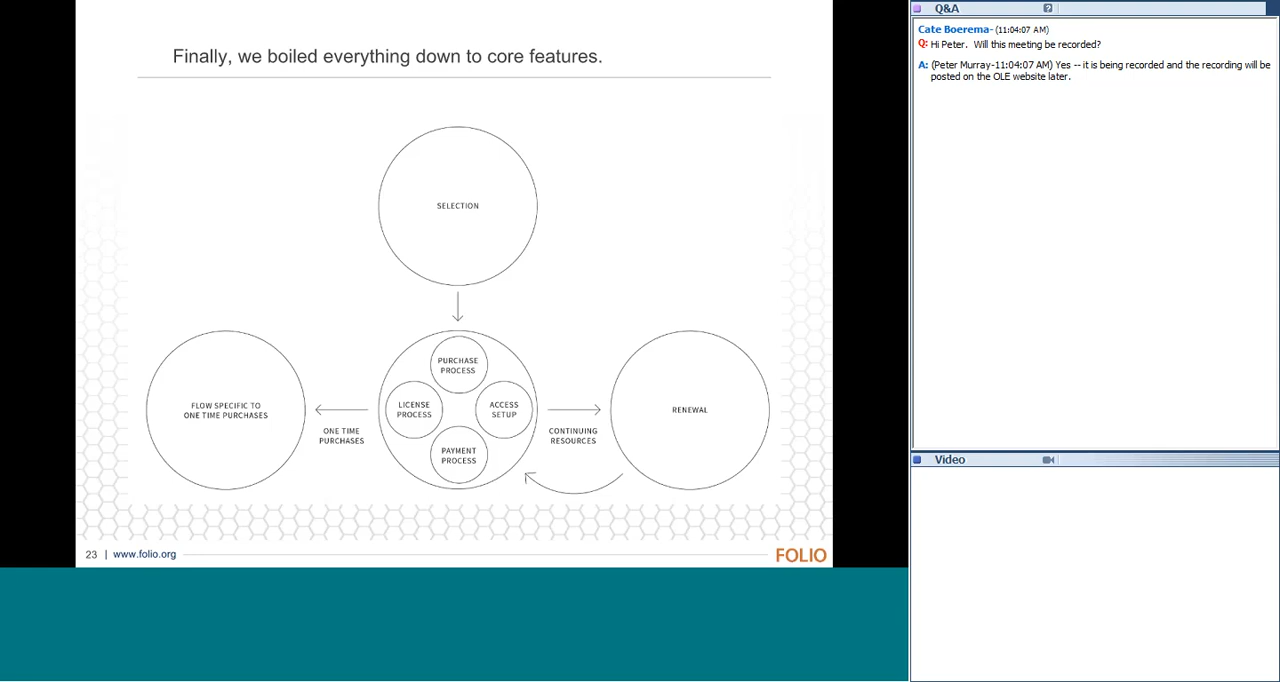 Finally, we boiled everything down to core features.
SELECTION
PURCHASE
PROCESS
LICENSE
PROCESS
ACCESS
SETUP
PAYMENT
PROCESS
FLOW SPECIFIC TO
ONE TIME PURCHASES
ONE TIME
PURCHASES
CONTINUING
RESOURCES
RENEWAL
23 | www.folio.org
FOLIO
Q&A
?
Cate Boerema- (11:04:07 AM)
Q: Hi Peter. Will this meeting be recorded?
A: (Peter Murray-11:04:07 AM) Yes -- it is being recorded and the recording will be
posted on the OLE website later.
Video